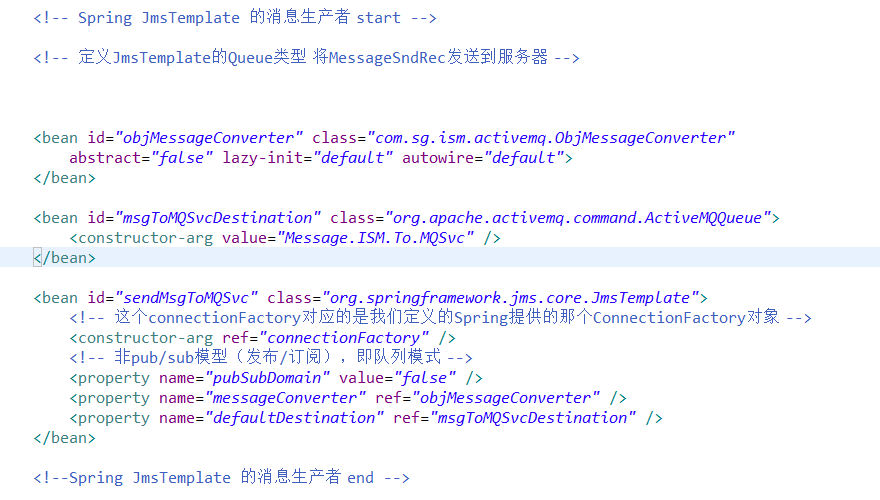 <!-- Spring JmsTemplate 的消息生产者 start -->
<!-- 定义JmsTemplate的Queue类型 将MessageSndRec发送到服务器 -->
<bean id="objMessageConverter" class="com.sg.ism.activemq.ObjMessageConverter"
abstract="false" lazy-init="default" autowire="default">
</bean>
<bean id="msgToMQSvcDestination" class="org.apache.activemq.command.ActiveMQQueue">
<constructor-arg value="Message.ISM.To.MQSvc" />
</bean>
<bean id="sendMsgToMQSvc" class="org.springframework.jms.core.JmsTemplate">
<!-- 这个connectionFactory对应的是我们定义的Spring提供的那个ConnectionFactory对象 -->
<constructor-arg ref="connectionFactory" />
<!-- 非pub/sub模型（发布/订阅），即队列模式 -->
<property name="pubSubDomain" value="false" />
<property name="messageConverter" ref="objMessageConverter" />
<property name="defaultDestination" ref="msgToMQSvcDestination" />
</bean>
<!--Spring JmsTemplate 的消息生产者 end -->